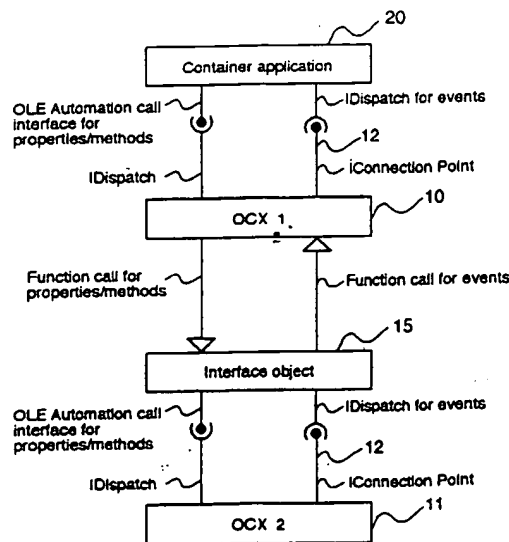 20
Container application
OLE Automation call
interface for
properties/methods
IDispatch for events
12
IDispatch
iConnection Point
OCX 1
10
Function call for
properties/methods
Function call for events
15
Interface object
OLE Automation call
interface for
properties/methods
IDispatch for events
12
IDispatch
IConnection Point
OCX 2
11